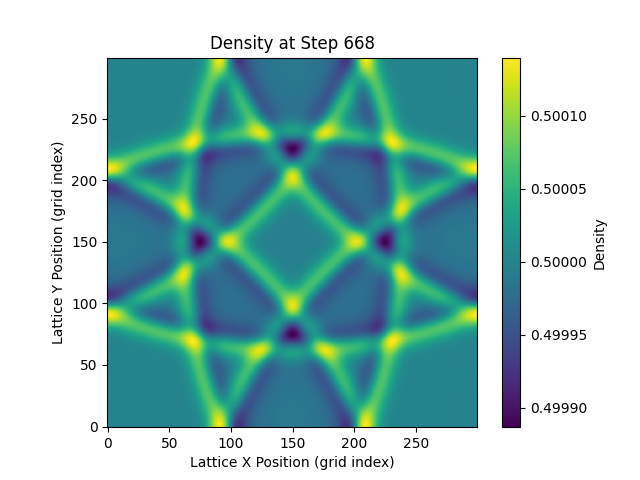 Density at Step 668
Lattice Y Position (grid index)
250
200
150
100
50
0
0 50 100 150 200 250
Lattice X Position (grid index)
0.50010
0.50005
0.50000
0.49995
0.49990
Density